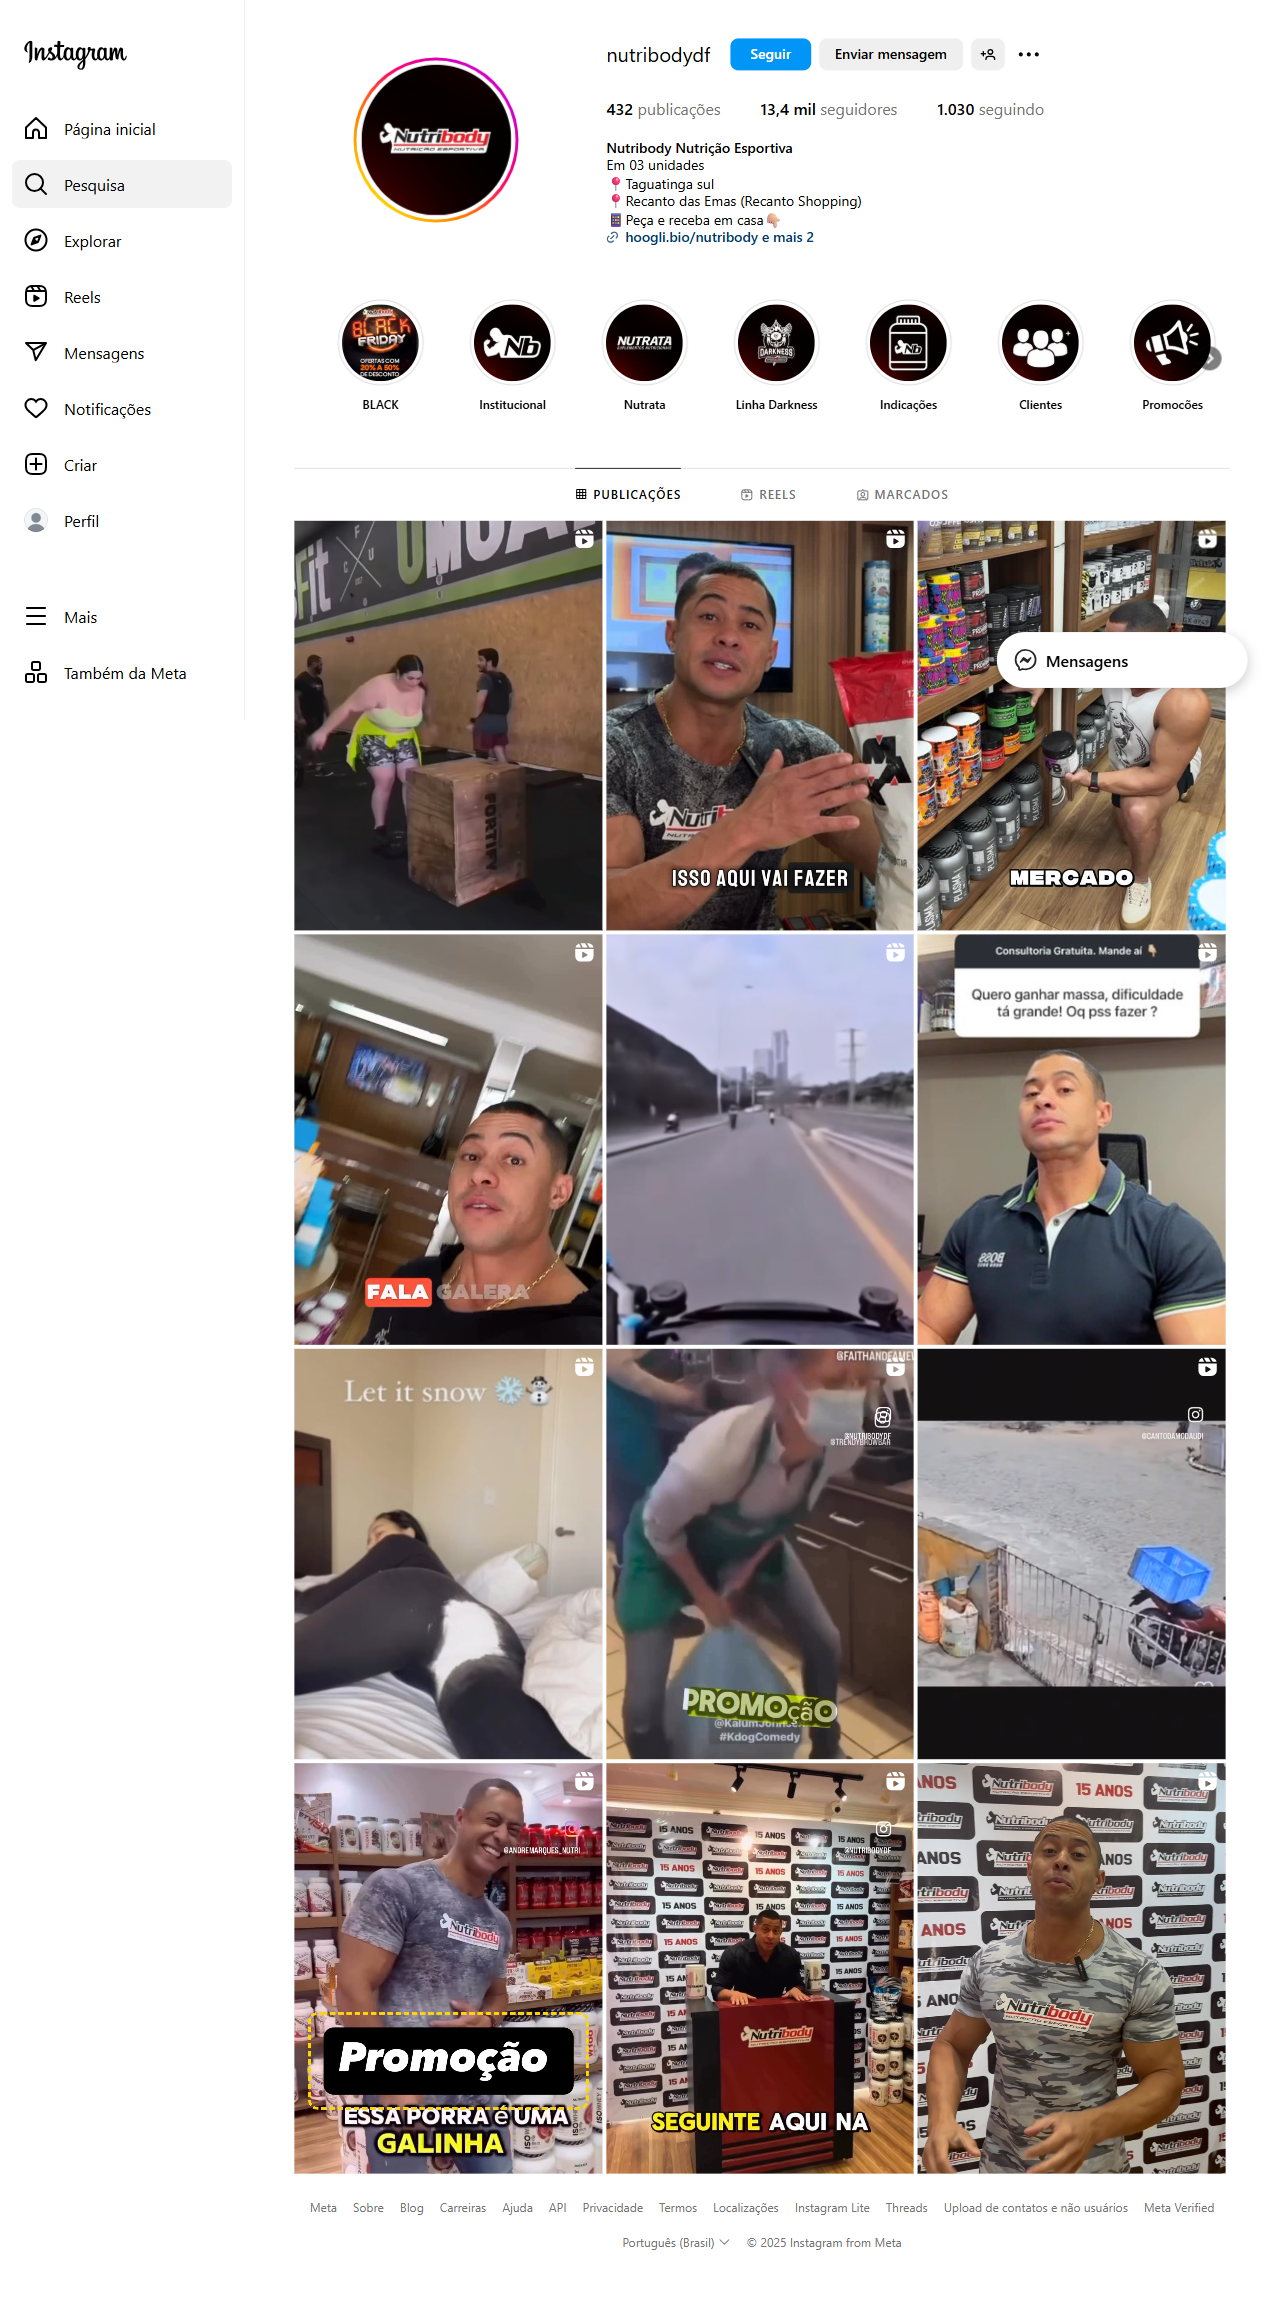 Instagram
Página inicial
Pesquisa
Explorar
Reels
Mensagens
Notificações
Criar
Perfil
Mais
Também da Meta
nutribodydf
Seguir
Enviar mensagem
432 publicações 13,4 mil seguidores 1.030 seguindo
Nutribody Nutrição Esportiva
Em 03 unidades
📍Taguatinga sul
📍Recanto das Emas (Recanto Shopping)
Peça e receba em casa
hoogli.bio/nutribody e mais 2
Nutribody
NUTRIÇÃO ESPORTIVA
Nutribody
BLACK
FRIDAY
OFERTAS COM
20% A 50%
DE DESCONTO
Nb
NUTRATA
DARKNESS
Nb
BLACK
Institucional
Nutrata
Linha Darkness
Indicações
Clientes
Promocões
PUBLICAÇÕES
REELS
MARCADOS
ISSO AQUI VAI FAZER
MERCADO
Mensagens
FALA GALERA
Consultoria Gratuita. Mande aí
Quero ganhar massa, dificuldade
tá grande! Oq pss fazer ?
BOSS
Let it snow ❄️☃️
@NUTRIBODYDF
@TRENDYBROWBAR
PROMOÇÃO
#KdogComedy
@CANTODAMODAUDI
@ANDREMARQUES_NUTRI
Nutribody
Promoção
ESSA PORRA é UMA
GALINHA
15 ANOS
@NUTRIBODYDF
Nutribody
SEGUINTE AQUI NA
15 ANOS
Nutribody
Meta Sobre Blog Carreiras Ajuda API Privacidade Termos Localizações Instagram Lite Threads Upload de contatos e não usuários Meta Verified
Português (Brasil) © 2025 Instagram from Meta